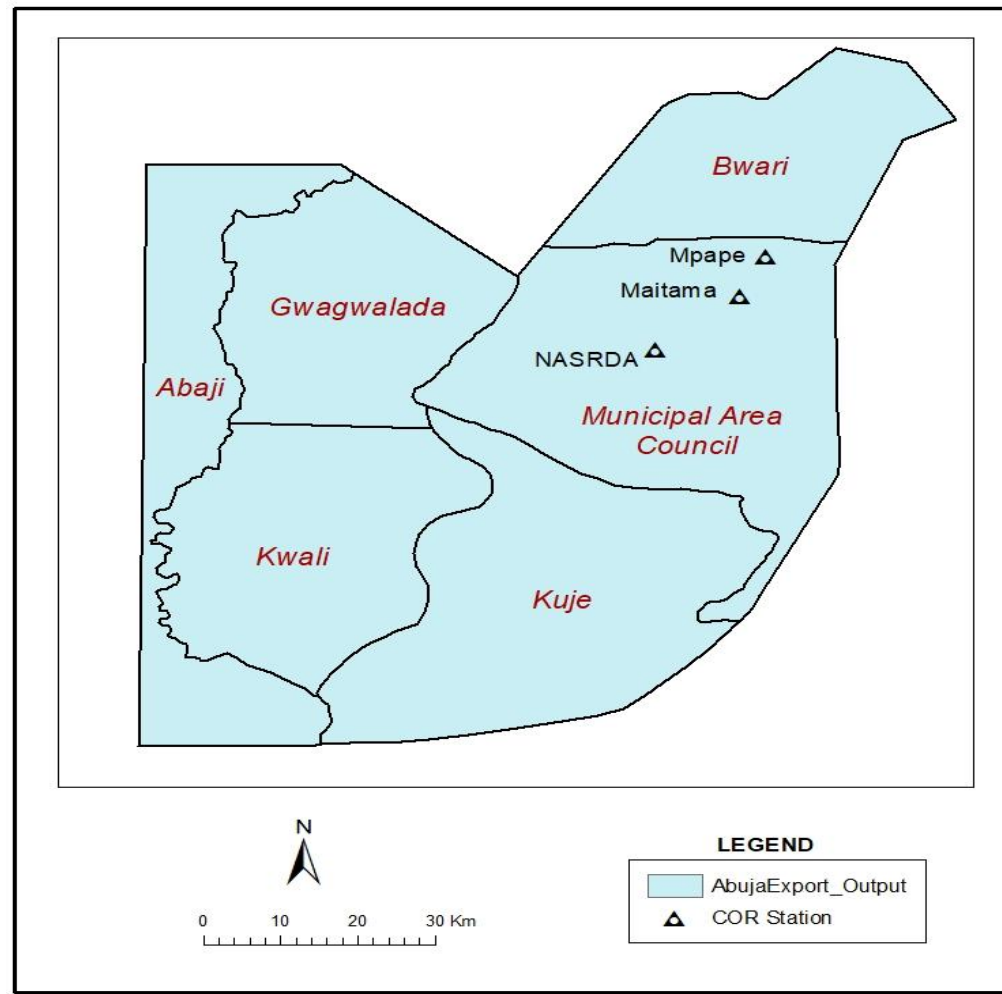 Bwari
Mpape
Maitama
Gwagwalada
NASRDA
Abaji
Municipal Area
Council
Kwali
Kuje
N
0 10 20 30 Km
LEGEND
AbujaExport_Output
COR Station